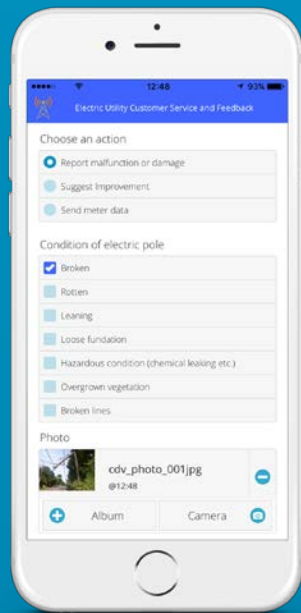 12:48 93%
Electric Utility Customer Service and Feedback
Choose an action
Report malfunction or damage
Suggest Improvement
Send meter data
Condition of electric pole
Broken
Rotten
Leaning
Loose fundation
Hazardous condition (chemical leaking etc.)
Overgrown vegetation
Broken lines
Photo
cdv_photo_001jpg
@12:48
Album Camera